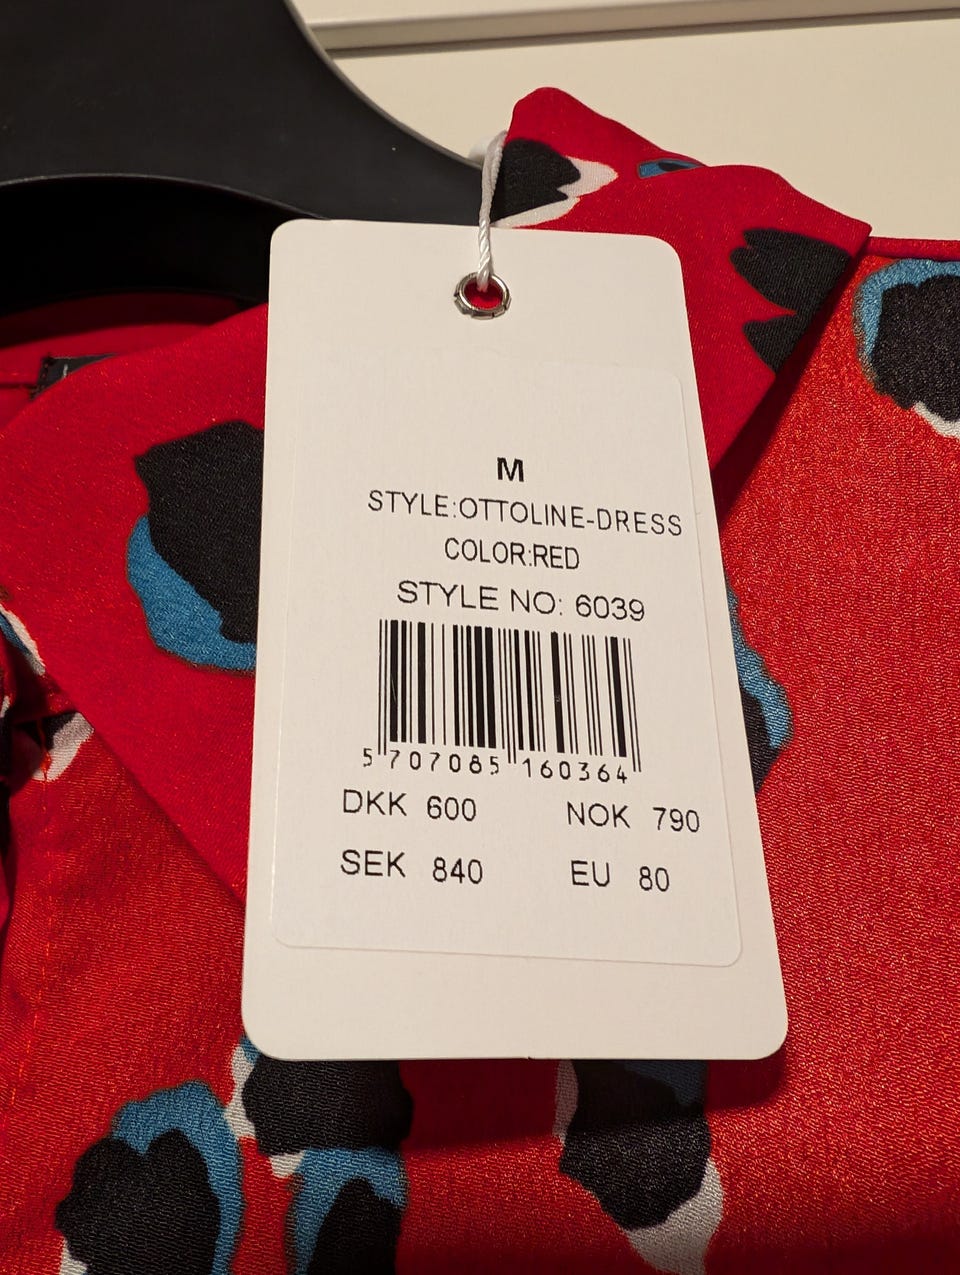 M
STYLE:OTTOLINE-DRESS
COLOR:RED
STYLE NO: 6039
5 707085 160364
DKK 600 NOK 790
SEK 840 EU 80